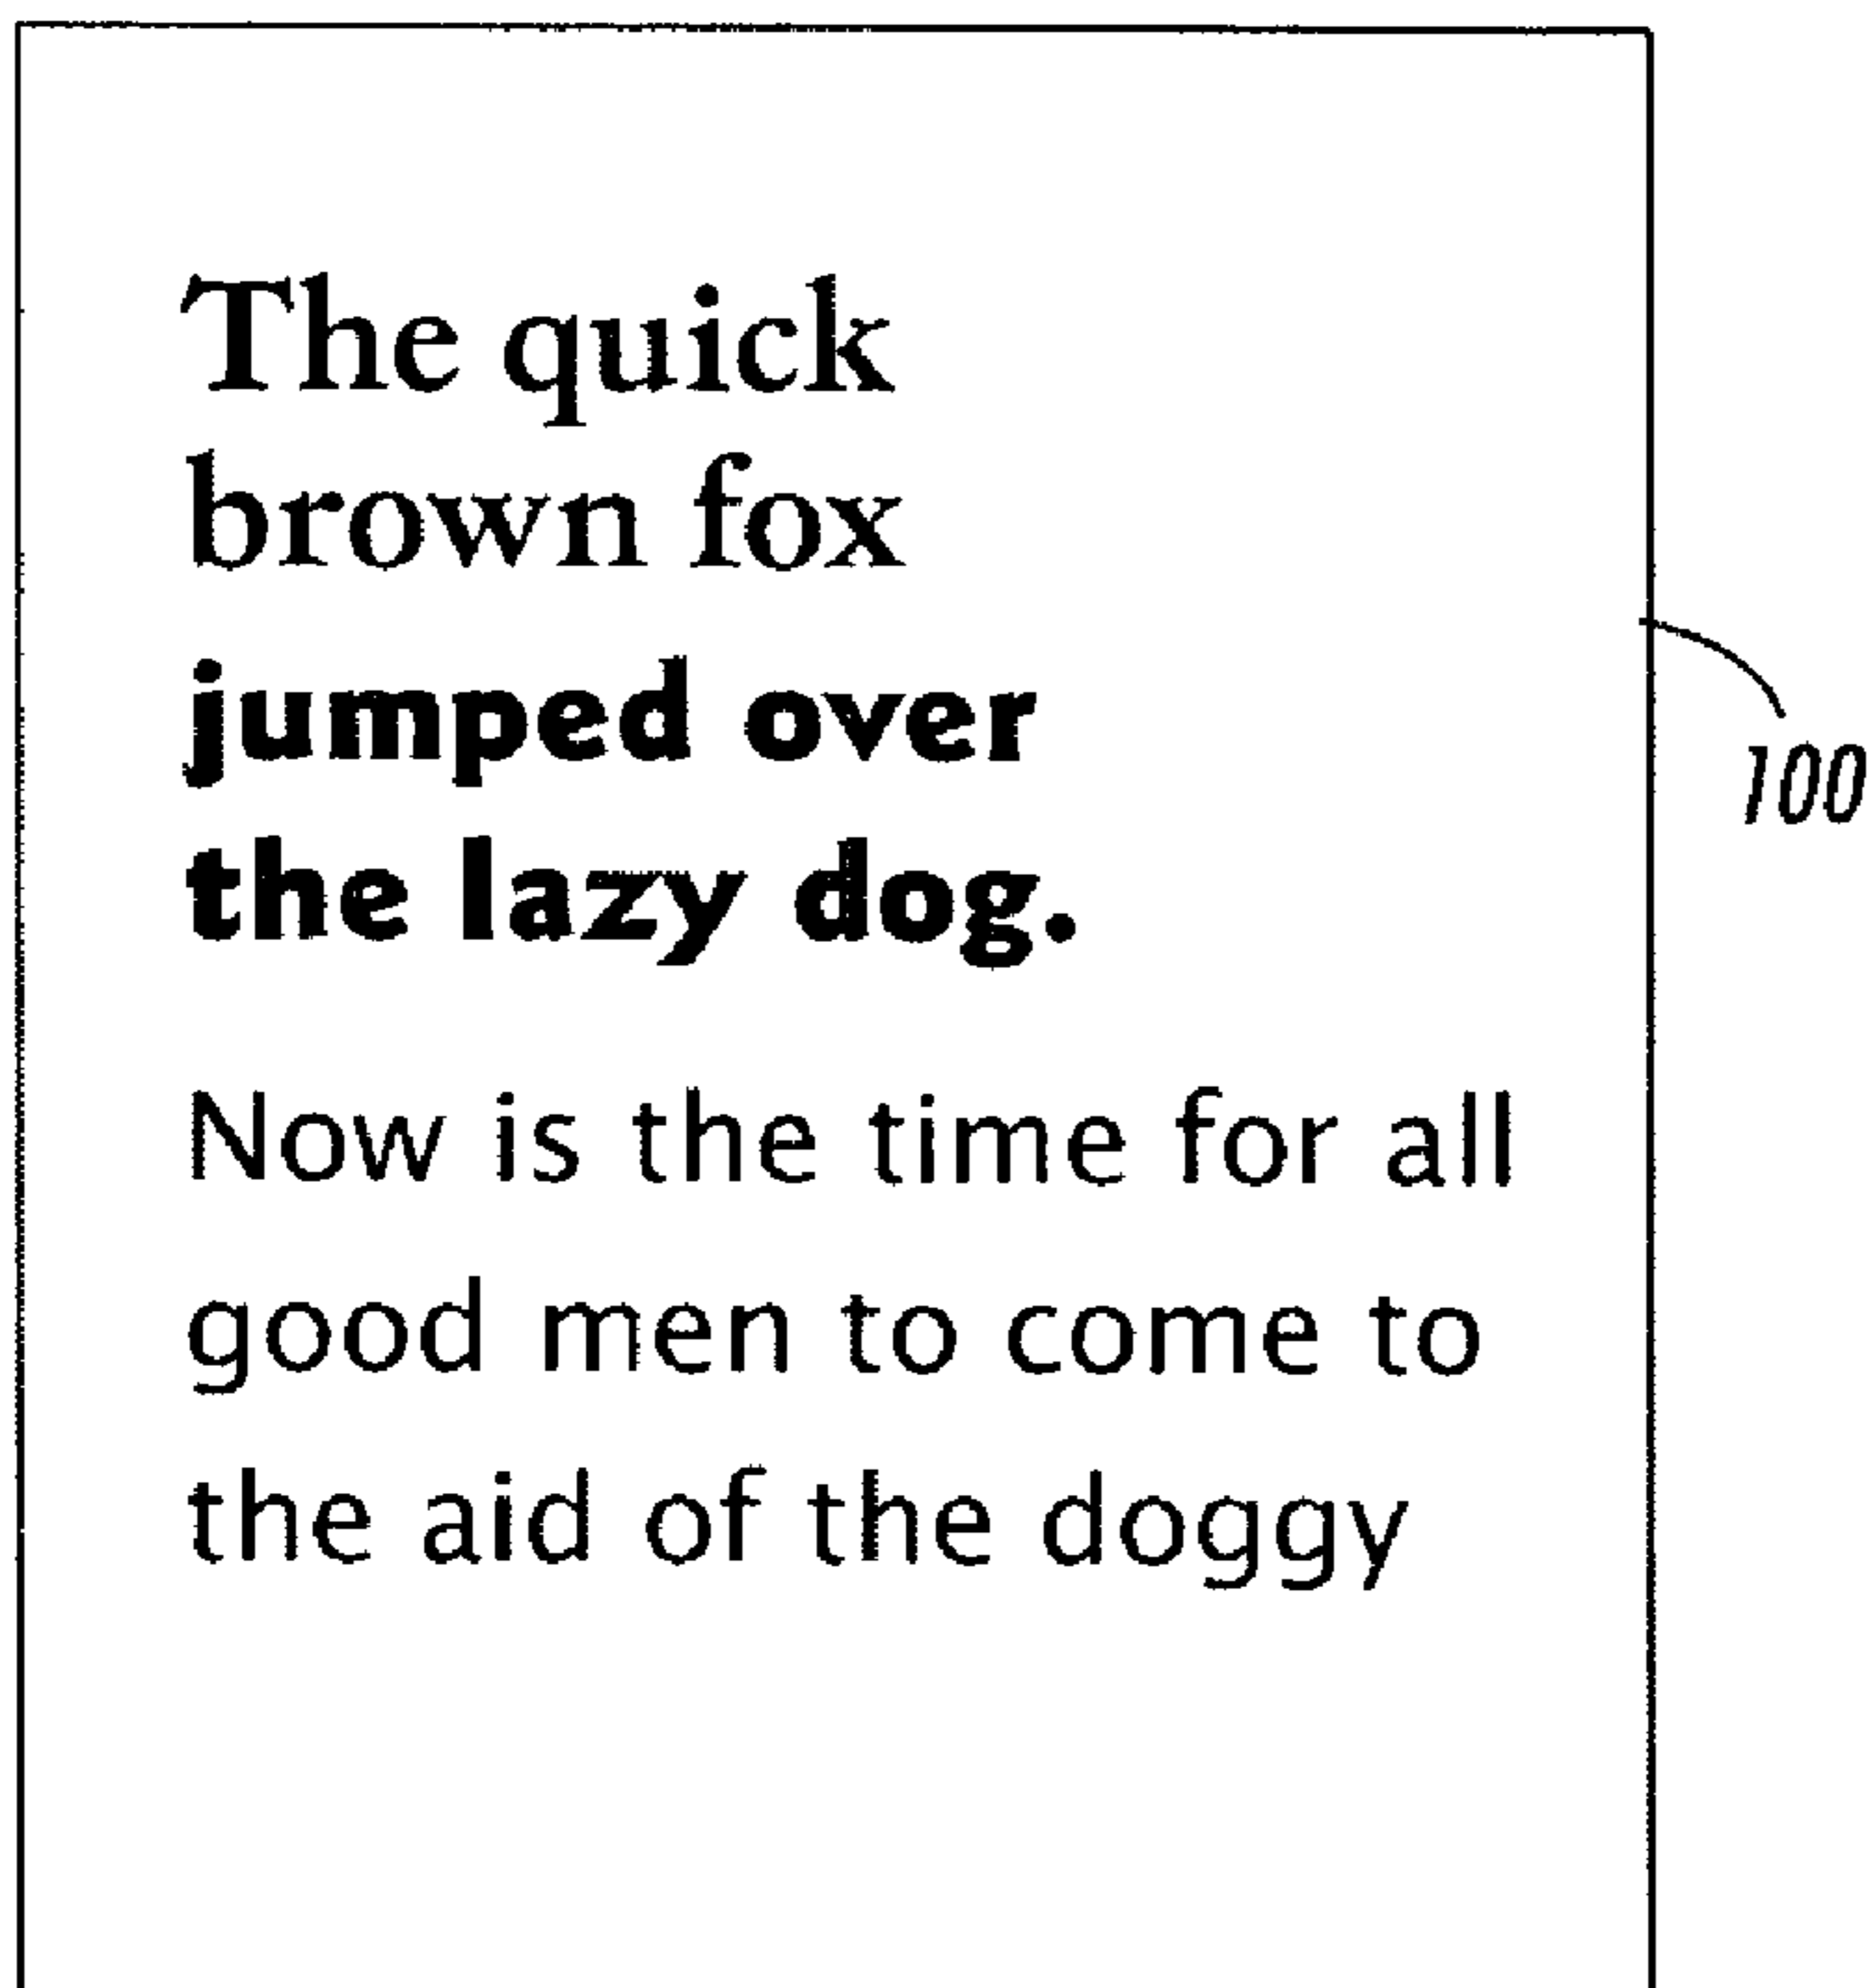 The quick
brown fox
jumped over
the lazy dog.
100
Now is the time for all
good men to come to
the aid of the doggy